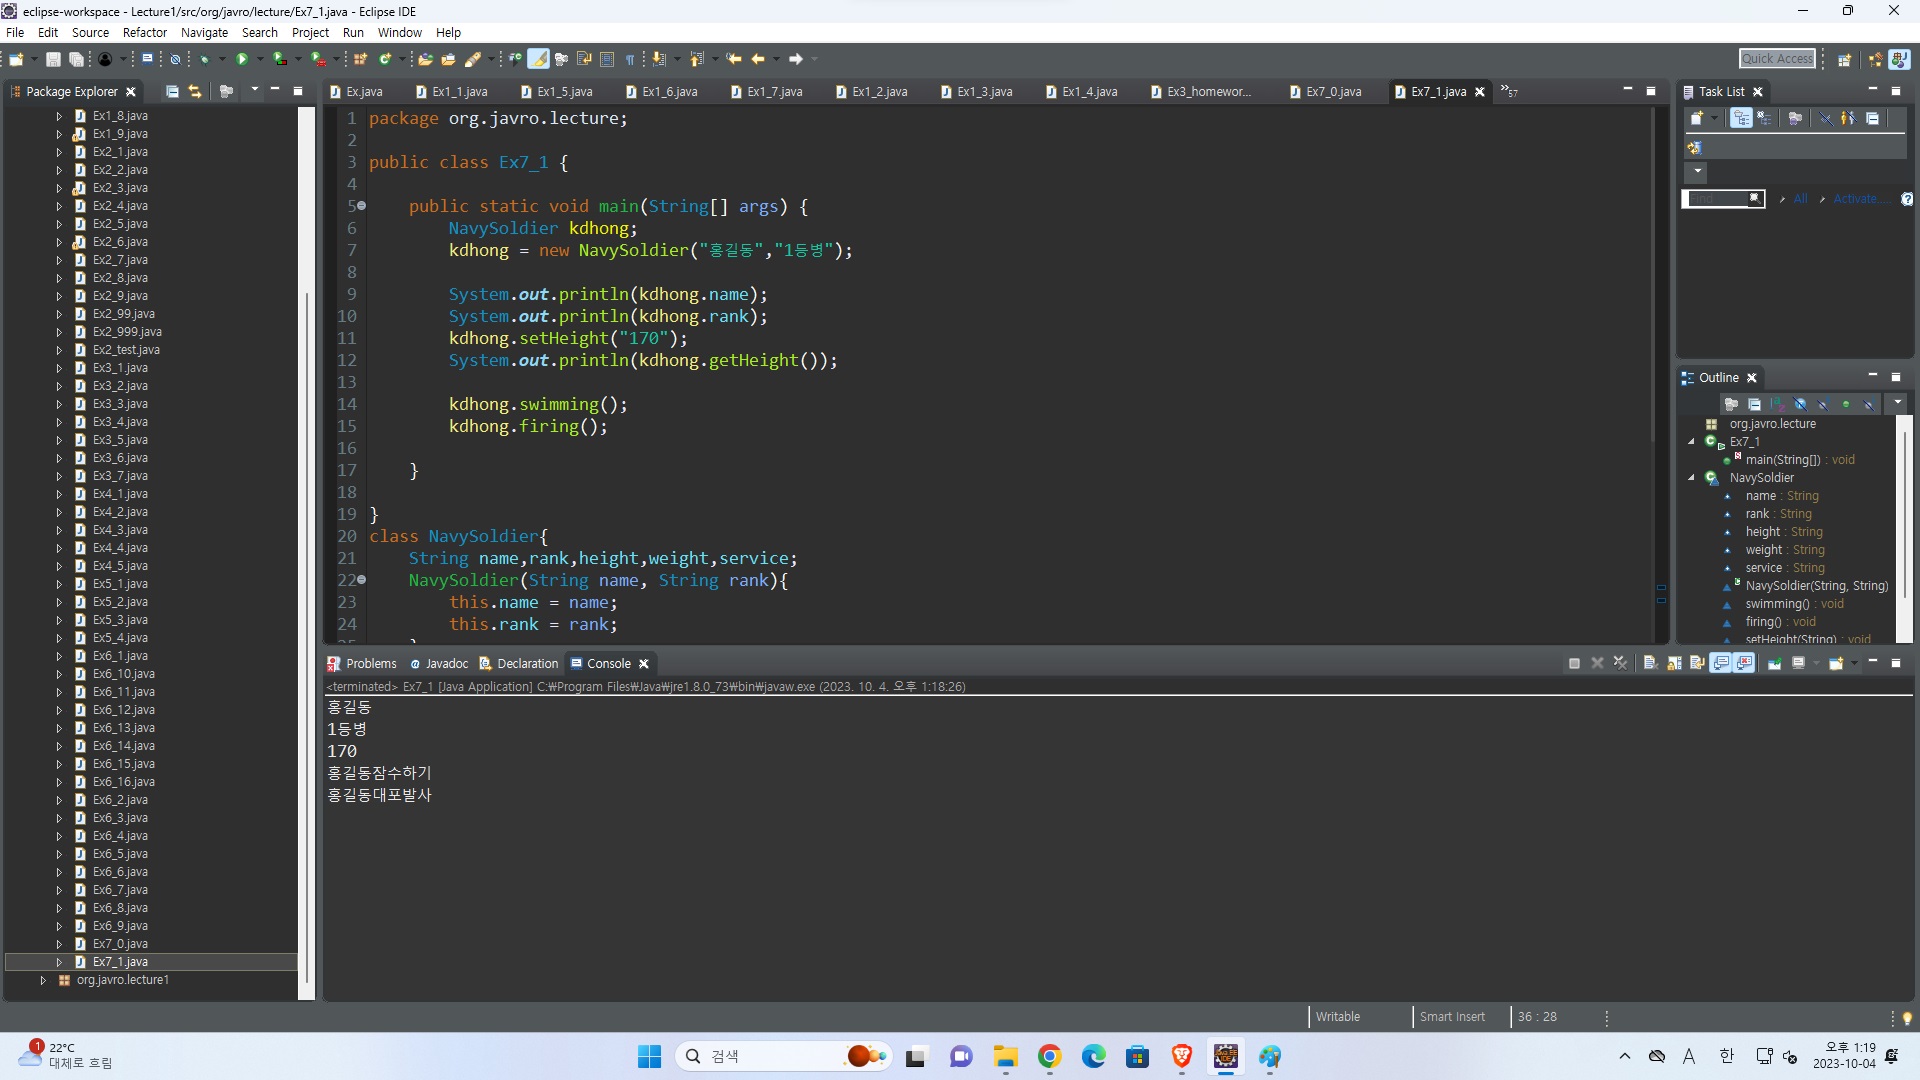 eclipse-workspace - Lecture1/src/org/javro/lecture/Ex7_1.java - Eclipse IDE
File Edit Source Refactor Navigate Search Project Run Window Help
Quick Access
Package Explorer
Ex1_8.java
Ex1_9.java
Ex2_1.java
Ex2_2.java
Ex2_3.java
Ex2_4.java
Ex2_5.java
Ex2_6.java
Ex2_7.java
Ex2_8.java
Ex2_9.java
Ex2_99.java
Ex2_999.java
Ex2_test.java
Ex3_1.java
Ex3_2.java
Ex3_3.java
Ex3_4.java
Ex3_5.java
Ex3_6.java
Ex3_7.java
Ex4_1.java
Ex4_2.java
Ex4_3.java
Ex4_4.java
Ex4_5.java
Ex5_1.java
Ex5_2.java
Ex5_3.java
Ex5_4.java
Ex6_1.java
Ex6_10.java
Ex6_11.java
Ex6_12.java
Ex6_13.java
Ex6_14.java
Ex6_15.java
Ex6_16.java
Ex6_2.java
Ex6_3.java
Ex6_4.java
Ex6_5.java
Ex6_6.java
Ex6_7.java
Ex6_8.java
Ex6_9.java
Ex7_0.java
Ex7_1.java
org.javro.lecture1
Ex.java Ex1_1.java Ex1_5.java Ex1_6.java Ex1_7.java Ex1_2.java Ex1_3.java Ex1_4.java Ex3_homewor... Ex7_0.java Ex7_1.java »57
1 package org.javro.lecture;
2
3 public class Ex7_1 {
4
5 public static void main(String[] args) {
6 NavySoldier kdhong;
7 kdhong = new NavySoldier("홍길동","1등병");
8
9 System.out.println(kdhong.name);
10 System.out.println(kdhong.rank);
11 kdhong.setHeight("170");
12 System.out.println(kdhong.getHeight());
13
14 kdhong.swimming();
15 kdhong.firing();
16
17 }
18
19 }
20 class NavySoldier{
21 String name,rank,height,weight,service;
22 NavySoldier(String name, String rank){
23 this.name = name;
24 this.rank = rank;
Task List
Find All Activate...
Outline
org.javro.lecture
Ex7_1
main(String[]) : void
NavySoldier
name : String
rank : String
height : String
weight : String
service : String
NavySoldier(String, String)
swimming() : void
firing() : void
setHeight(String) : void
Problems Javadoc Declaration Console
<terminated> Ex7_1 [Java Application] C:₩Program Files₩Java₩jre1.8.0_73₩bin₩javaw.exe (2023. 10. 4. 오후 1:18:26)
홍길동
1등병
170
홍길동잠수하기
홍길동대포발사
Writable Smart Insert 36 : 28
1 22°C
대체로 흐림
검색
A 한
오후 1:19
2023-10-04